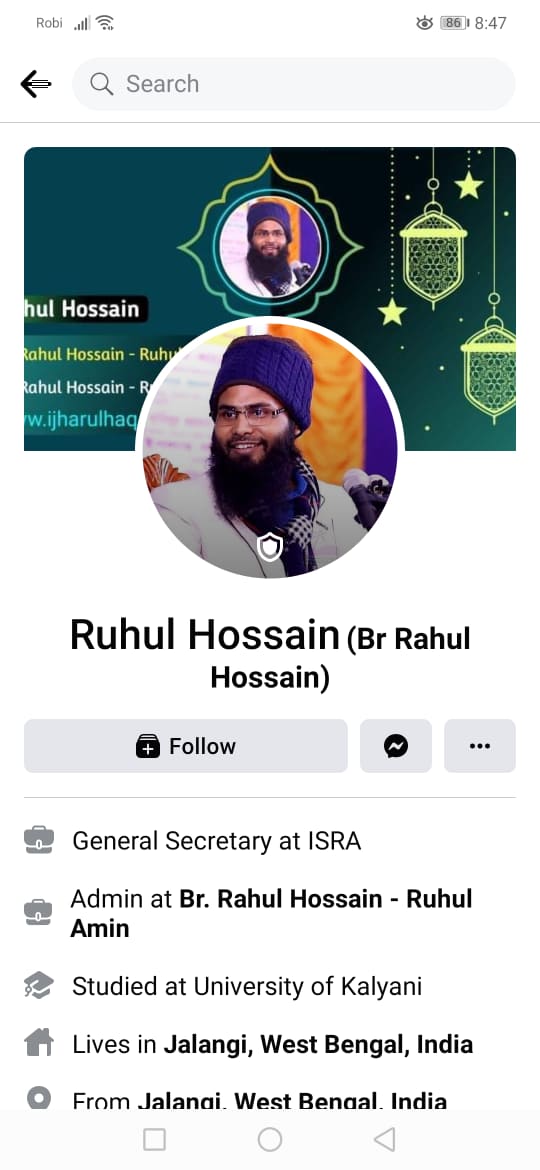 Robi 86 8:47
Search
hul Hossain
Rahul Hossain - Ruhu
Rahul Hossain - R
w.ijharulhaq
Ruhul Hossain (Br Rahul
Hossain)
Follow
General Secretary at ISRA
Admin at Br. Rahul Hossain - Ruhul
Amin
Studied at University of Kalyani
Lives in Jalangi, West Bengal, India
From Jalangi, West Bengal, India